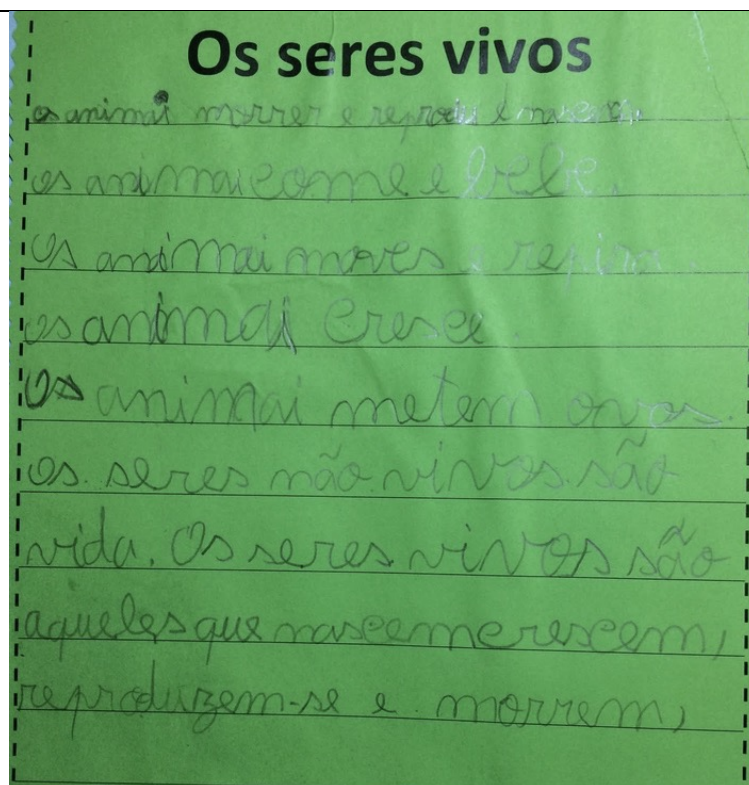 Os seres vivos
os animai morrer e reprodu e nascem
os animai come e bebe.
Os animai moves e repira.
os animai cresce.
Os animai metem ovos.
os seres não vivos são
vida. Os seres vivos são
aqueles que nascem crescem,
reproduzem-se e morrem,